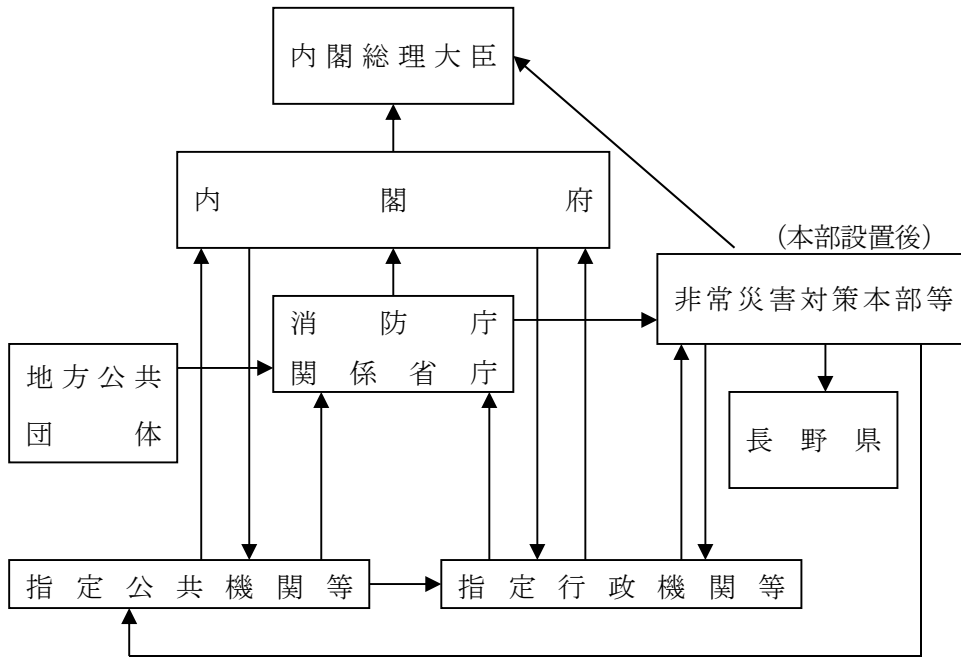 内閣総理大臣
内閣府
(本部設置後)
非常災害対策本部等
消防庁
関係省庁
地方公共
団体
長野県
指定公共機関等
指定行政機関等